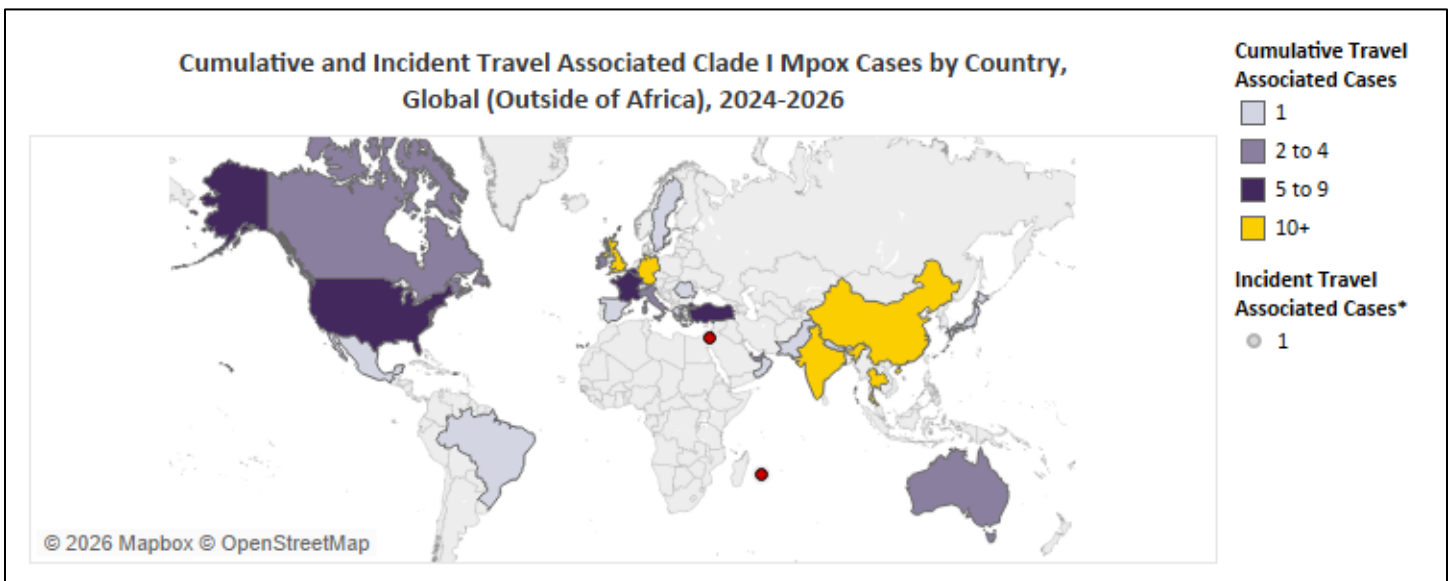 Cumulative and Incident Travel Associated Clade I Mpox Cases by Country,
Global (Outside of Africa), 2024-2026
Cumulative Travel
Associated Cases
1
2 to 4
5 to 9
10+
Incident Travel
Associated Cases*
1
© 2026 Mapbox © OpenStreetMap